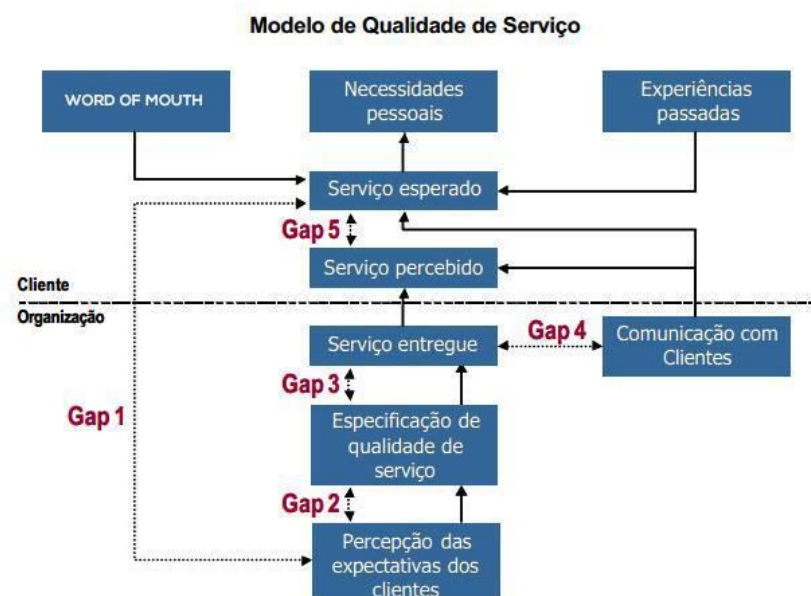 Modelo de Qualidade de Serviço
WORD OF MOUTH
Necessidades
pessoais
Experiências
passadas
Serviço esperado
Gap 5
Serviço percebido
Cliente
Organização
Serviço entregue
Gap 4
Comunicação com
Clientes
Gap 3
Gap 1
Especificação de
qualidade de
serviço
Gap 2
Percepção das
expectativas dos
clientes